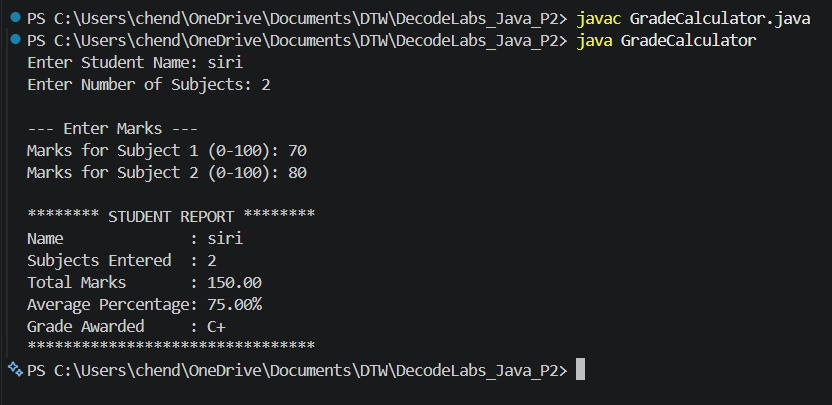 PS C:\Users\chend\OneDrive\Documents\DTW\DecodeLabs_Java_P2> javac GradeCalculator.java
PS C:\Users\chend\OneDrive\Documents\DTW\DecodeLabs_Java_P2> java GradeCalculator
Enter Student Name: siri
Enter Number of Subjects: 2

--- Enter Marks ---
Marks for Subject 1 (0-100): 70
Marks for Subject 2 (0-100): 80

******** STUDENT REPORT ********
Name              : siri
Subjects Entered  : 2
Total Marks       : 150.00
Average Percentage: 75.00%
Grade Awarded     : C+
********************************
PS C:\Users\chend\OneDrive\Documents\DTW\DecodeLabs_Java_P2>